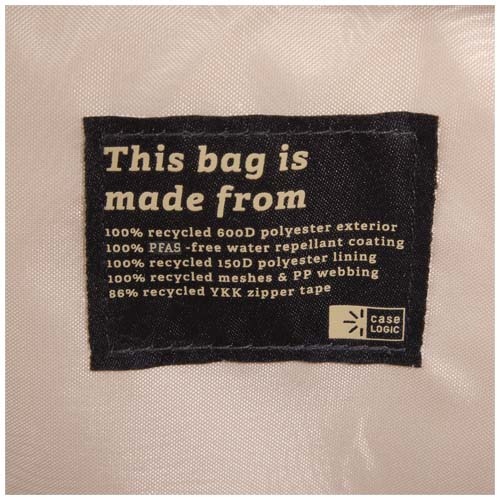 This bag is
made from
100% recycled 600D polyester exterior
100% PFAS -free water repellant coating
100% recycled 150D polyester lining
100% recycled meshes & PP webbing
86% recycled YKK zipper tape
case
LOGIC